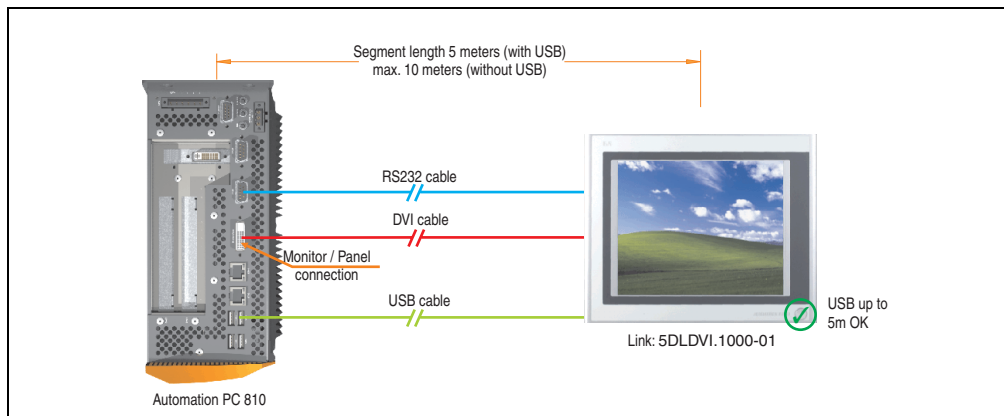 Segment length 5 meters (with USB)
max. 10 meters (without USB)
RS232 cable
DVI cable
Monitor / Panel
connection
USB cable
USB up to
5m OK
Link: 5DLDVI.1000-01
Automation PC 810